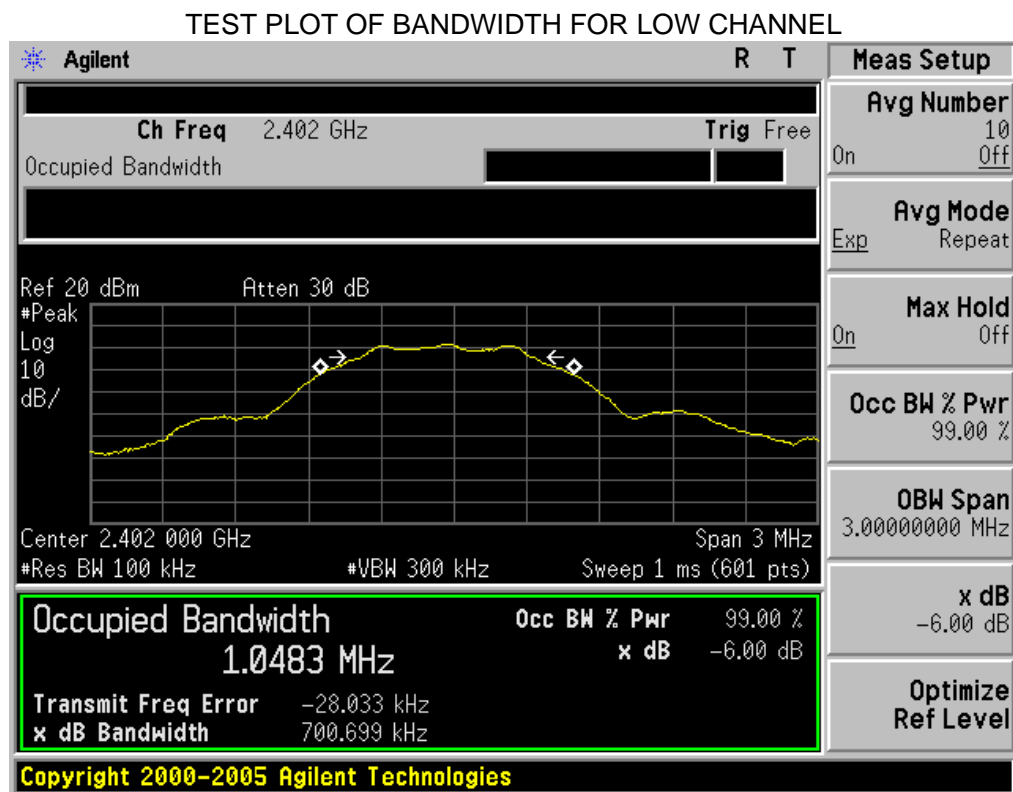 TEST PLOT OF BANDWIDTH FOR LOW CHANNEL
Agilent R T
Ch Freq 2.402 GHz Trig Free
Occupied Bandwidth
Ref 20 dBm Atten 30 dB
#Peak
Log
10
dB/
Center 2.402 000 GHz Span 3 MHz
#Res BW 100 kHz #VBW 300 kHz Sweep 1 ms (601 pts)
Occupied Bandwidth Occ BW % Pwr 99.00 %
1.0483 MHz x dB -6.00 dB
Transmit Freq Error -28.033 kHz
x dB Bandwidth 700.699 kHz
Copyright 2000-2005 Agilent Technologies
Meas Setup
Avg Number
10
On Off
Avg Mode
Exp Repeat
Max Hold
On Off
Occ BW % Pwr
99.00 %
OBW Span
3.00000000 MHz
x dB
-6.00 dB
Optimize
Ref Level